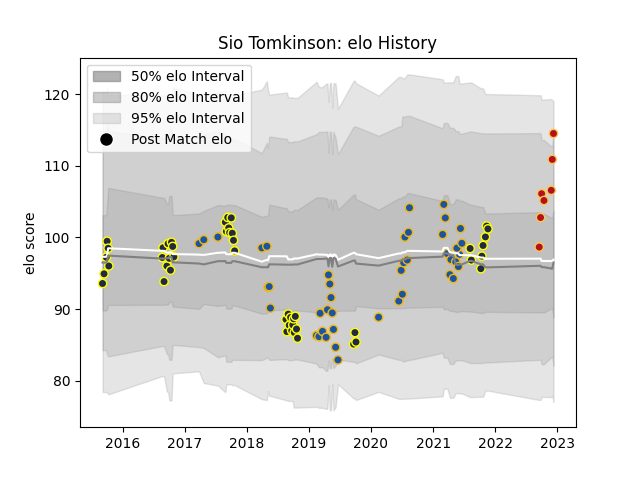 Sio Tomkinson: elo History
50% elo Interval
80% elo Interval
95% elo Interval
Post Match elo
elo score
120
110
100
90
80
2016 2017 2018 2019 2020 2021 2022 2023